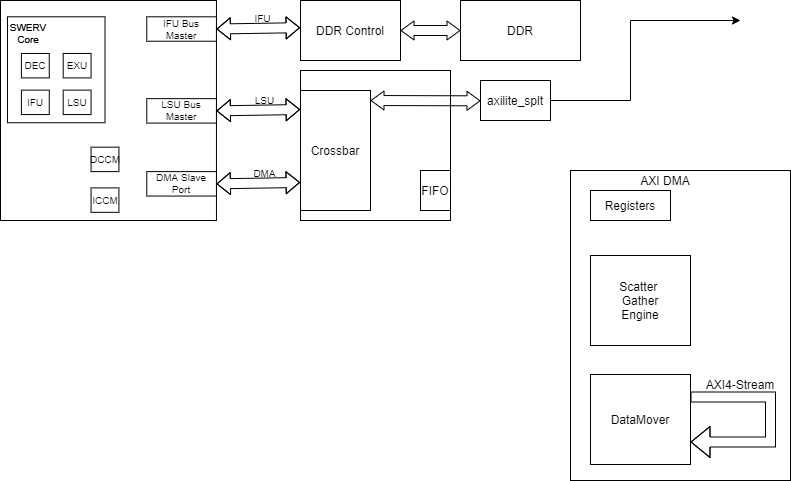 SWERV
Core
DEC
EXU
IFU
LSU
DCCM
ICCM
IFU Bus
Master
LSU Bus
Master
DMA Slave
Port
IFU
LSU
DMA
DDR Control
DDR
Crossbar
FIFO
axilite_splt
AXI DMA
Registers
Scatter
Gather
Engine
DataMover
AXI4-Stream